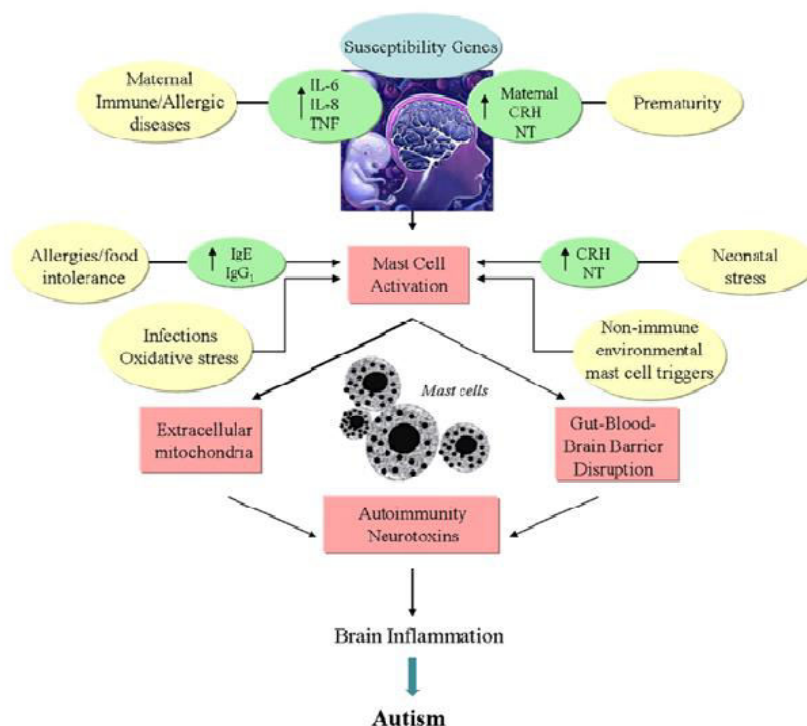 Susceptibility Genes
Maternal
Immune/Allergic
diseases
IL-6
IL-8
TNF
Maternal
CRH
NT
Prematurity
Allergies/food
intolerance
IgE
IgG₁
Mast Cell
Activation
CRH
NT
Neonatal
stress
Infections
Oxidative stress
Non-immune
environmental
mast cell triggers
Mast cells
Extracellular
mitochondria
Gut-Blood-
Brain Barrier
Disruption
Autoimmunity
Neurotoxins
Brain Inflammation
Autism